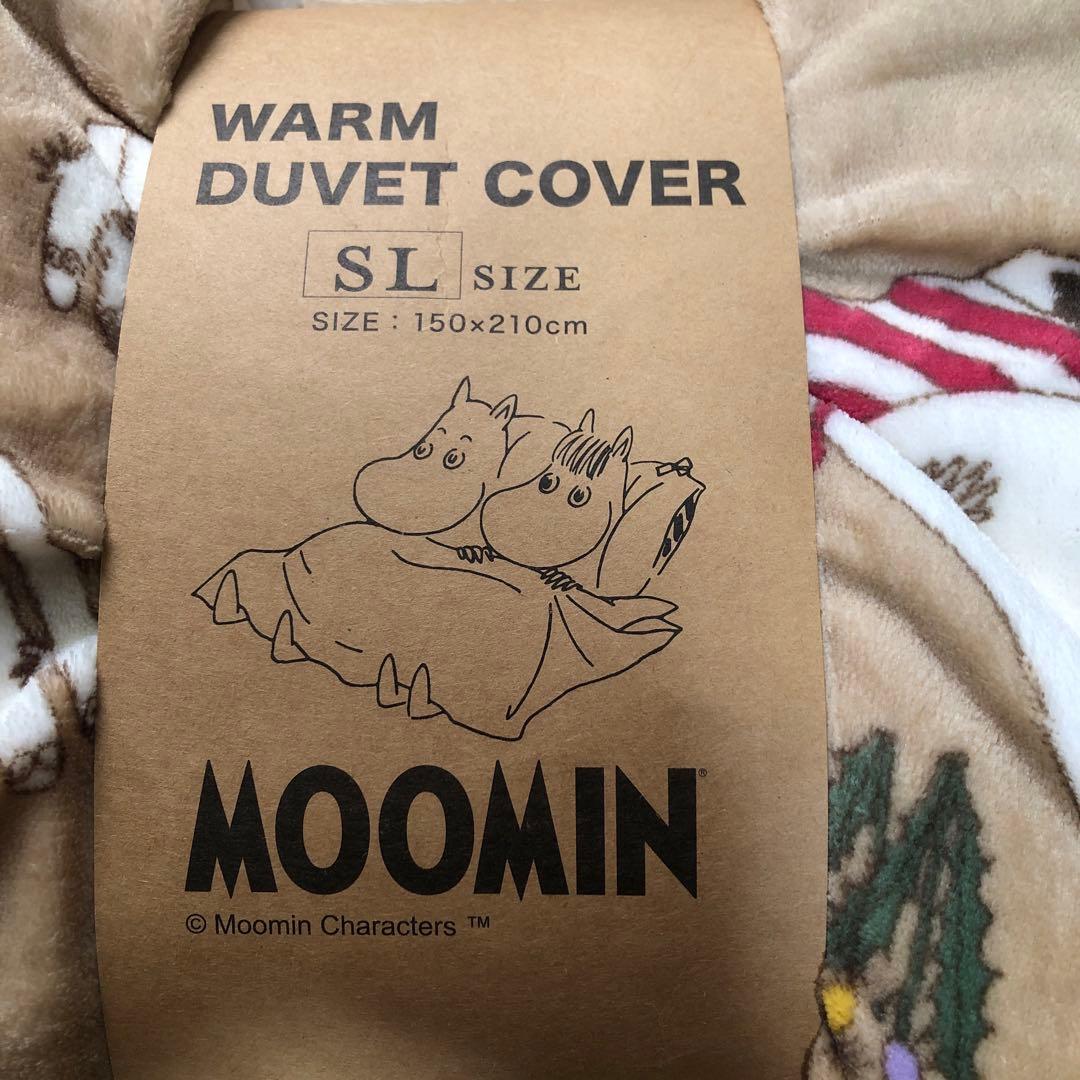 WARM
DUVET COVER
SL SIZE
SIZE : 150×210cm
MOOMIN®
© Moomin Characters ™